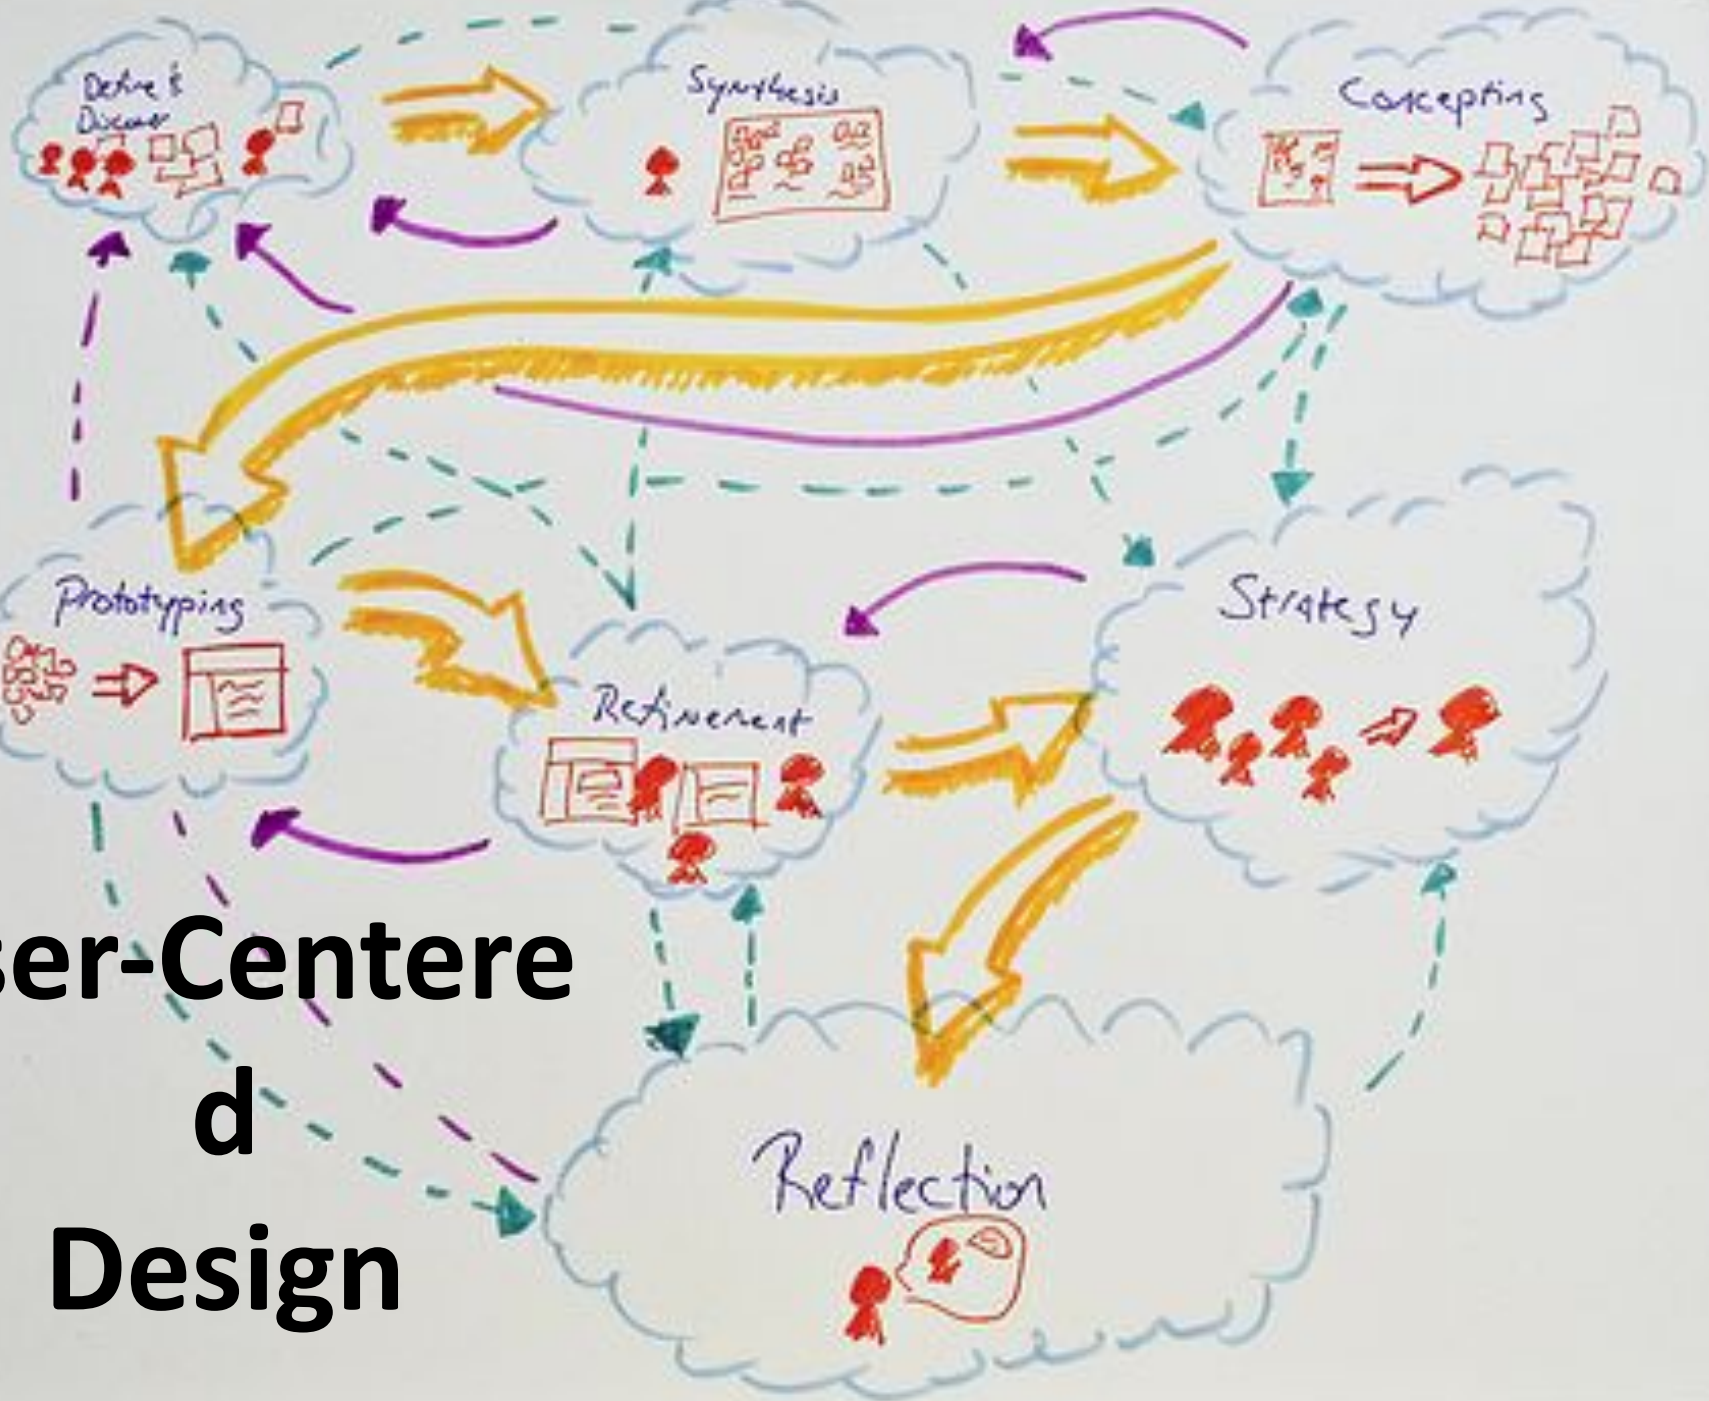 Define &
Discover
Synthesis
Concepting
Prototyping
Refinement
Strategy
ser-Centere
d
Design
Reflection